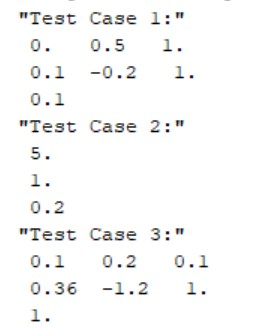 "Test Case 1:"
0. 0.5 1.
0.1 -0.2 1.
0.1
"Test Case 2:"
5.
1.
0.2
"Test Case 3:"
0.1 0.2 0.1
0.36 -1.2 1.
1.